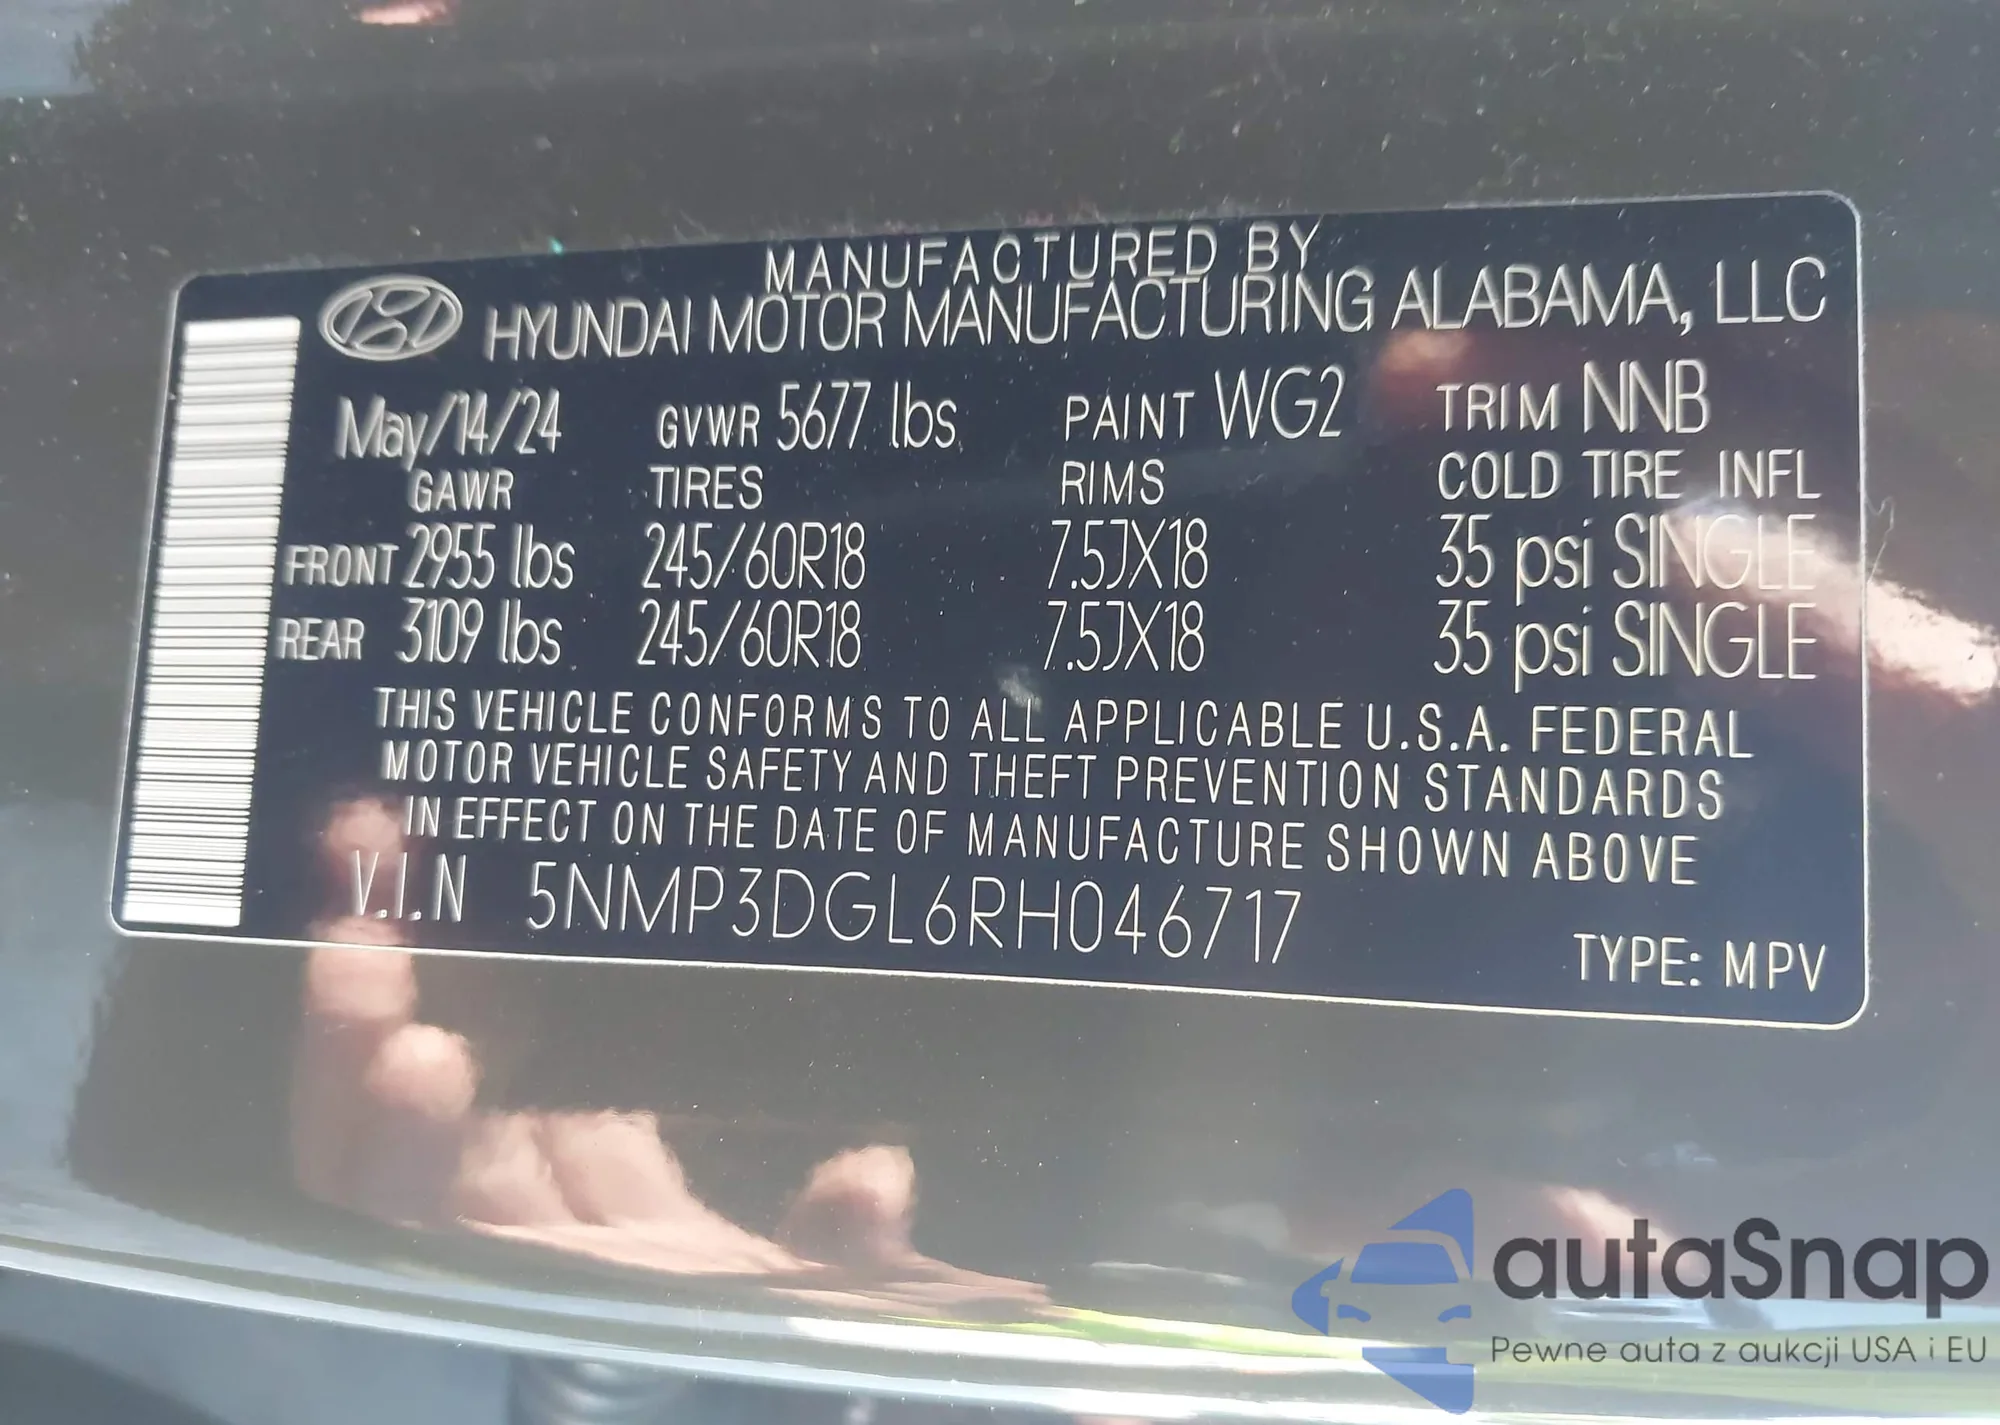 MANUFACTURED BY
HYUNDAI MOTOR MANUFACTURING ALABAMA, LLC
May/14/24 GVWR 5677 lbs PAINT WG2 TRIM NNB
GAWR TIRES RIMS COLD TIRE INFL
FRONT 2955 lbs 245/60R18 7.5JX18 35 psi SINGLE
REAR 3109 lbs 245/60R18 7.5JX18 35 psi SINGLE
THIS VEHICLE CONFORMS TO ALL APPLICABLE U.S.A. FEDERAL
MOTOR VEHICLE SAFETY AND THEFT PREVENTION STANDARDS
IN EFFECT ON THE DATE OF MANUFACTURE SHOWN ABOVE
V.I.N 5NMP3DGL6RH046717
TYPE: MPV
autaSnap
Pewne auta z aukcji USA i EU